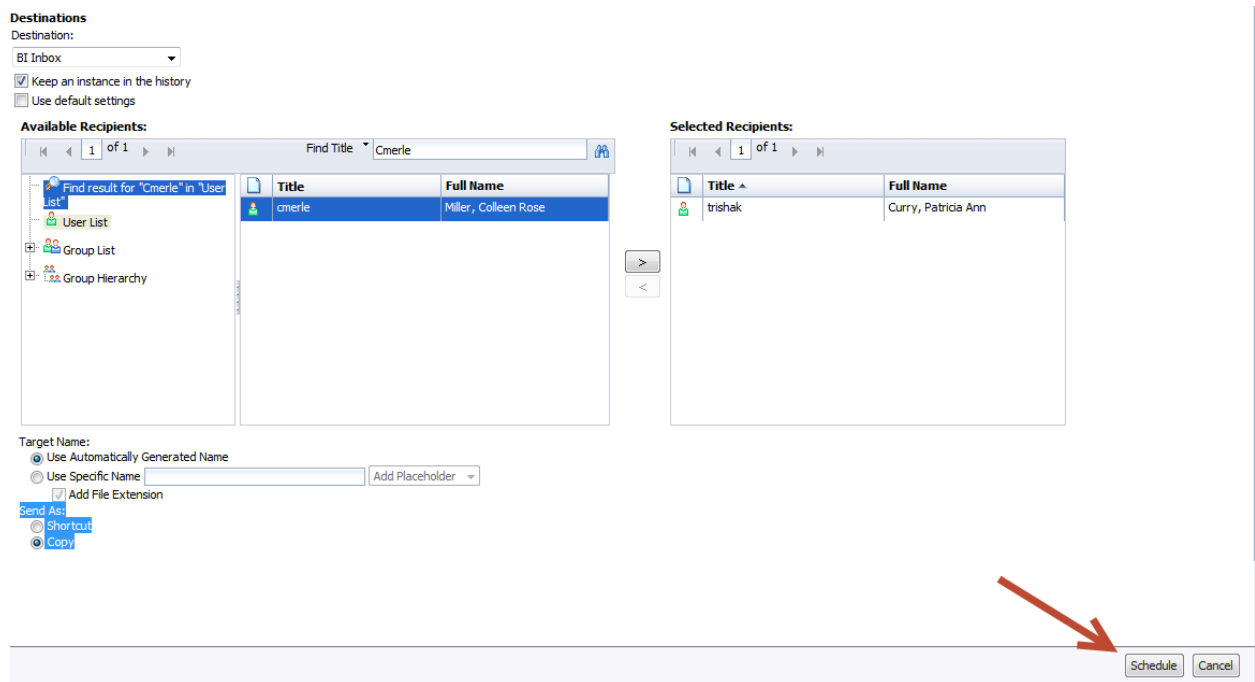 Destinations
Destination:
BI Inbox
Keep an instance in the history
Use default settings
Available Recipients:
1 of 1
Find Title Cmerle
Find result for "Cmerle" in "User
List"
User List
Group List
Group Hierarchy
Title Full Name
cmerle Miller, Colleen Rose
>
<
Selected Recipients:
1 of 1
Title Full Name
trishak Curry, Patricia Ann
Target Name:
Use Automatically Generated Name
Use Specific Name Add Placeholder
Add File Extension
Send As:
Shortcut
Copy
Schedule Cancel